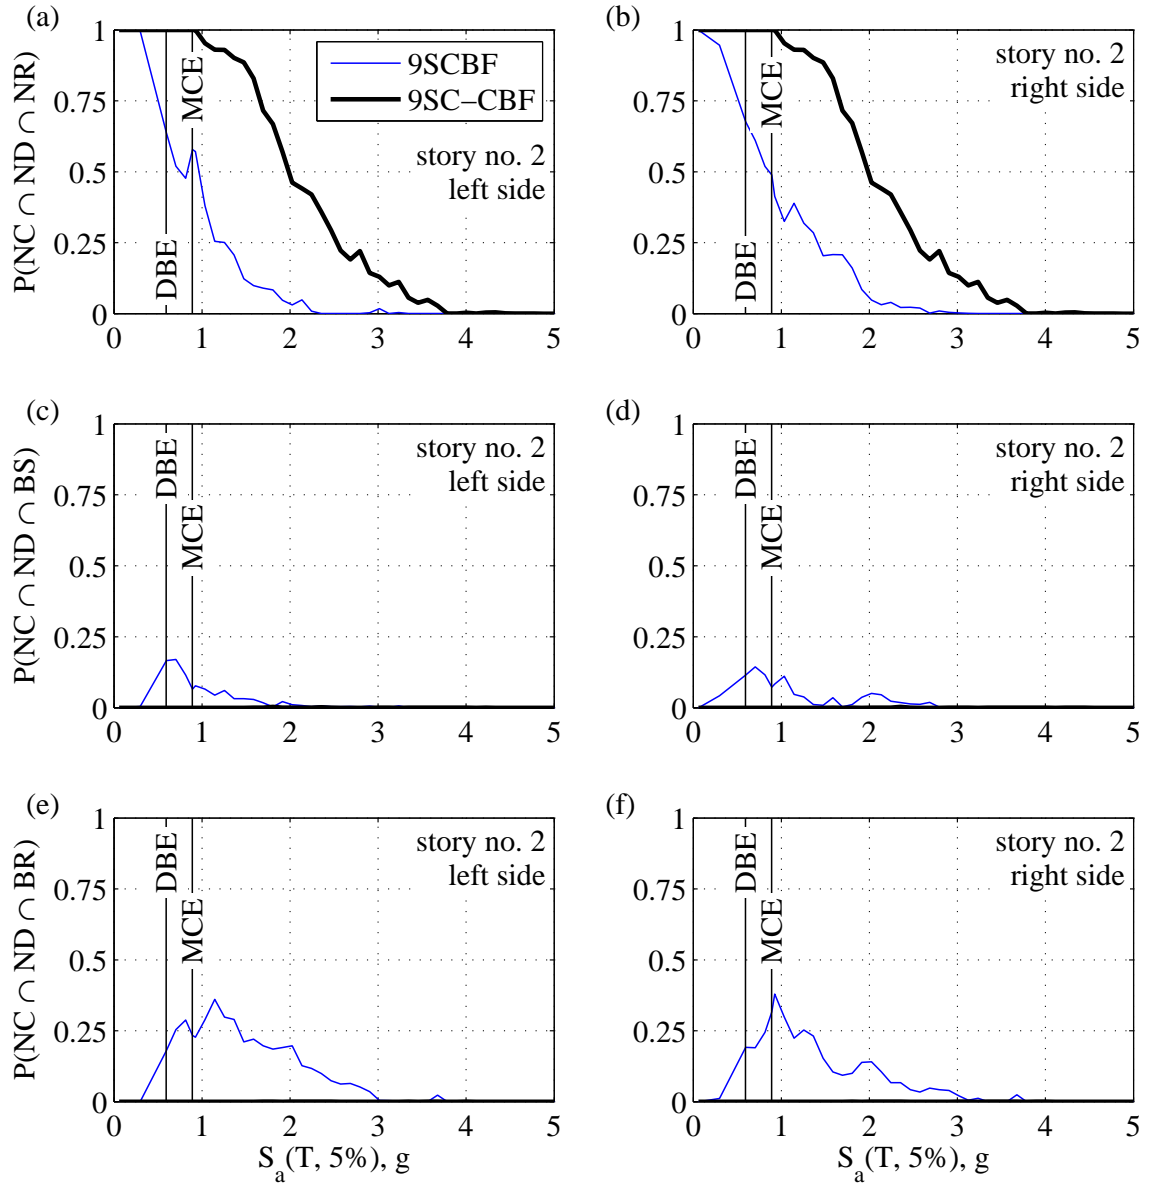 (a)
P(NC ∩ ND ∩ NR)
1
0.75
0.5
0.25
0
0 1 2 3 4 5
DBE
MCE
9SCBF
9SC−CBF
story no. 2
left side
(b)
1
0.75
0.5
0.25
0
0 1 2 3 4 5
DBE
MCE
story no. 2
right side
(c)
P(NC ∩ ND ∩ BS)
1
0.75
0.5
0.25
0
0 1 2 3 4 5
DBE
MCE
story no. 2
left side
(d)
1
0.75
0.5
0.25
0
0 1 2 3 4 5
DBE
MCE
story no. 2
right side
(e)
P(NC ∩ ND ∩ BR)
1
0.75
0.5
0.25
0
0 1 2 3 4 5
DBE
MCE
story no. 2
left side
S_a(T, 5%), g
(f)
1
0.75
0.5
0.25
0
0 1 2 3 4 5
DBE
MCE
story no. 2
right side
S_a(T, 5%), g